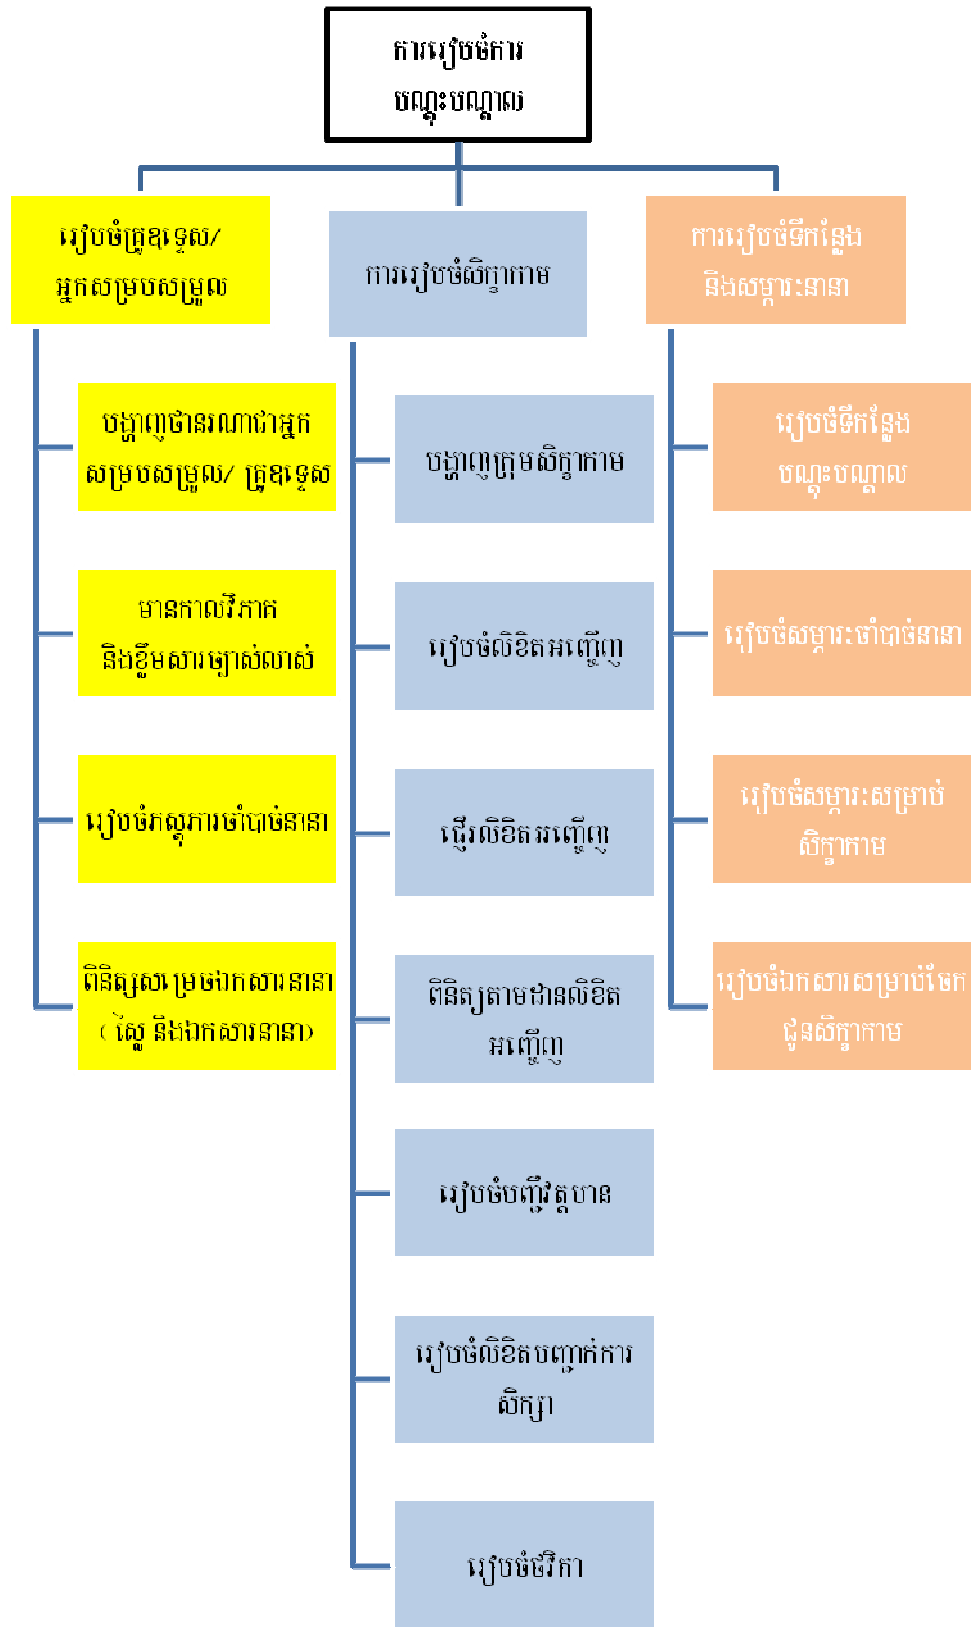 ការរៀបចំការ
បណ្តុះបណ្តាល
រៀបចំគ្រូឧទ្ទេស/
អ្នកសម្របសម្រួល
បង្ហាញថានរណាជាអ្នក
សម្របសម្រួល/ គ្រូឧទ្ទេស
មានកាលវិភាគ
និងខ្លឹមសារច្បាស់លាស់
រៀបចំភស្តុភារចាំបាច់នានា
ពិនិត្យសម្រេចឯកសារនានា
( ស្លៃ និងឯកសារនានា)
ការរៀបចំសិក្ខាកាម
បង្ហាញក្រុមសិក្ខាកាម
រៀបចំលិខិតអញ្ជើញ
ផ្ញើរលិខិតអញ្ជើញ
ពិនិត្យតាមដានលិខិត
អញ្ជើញ
រៀបចំបញ្ជីវត្តមាន
រៀបចំលិខិតបញ្ជាក់ការ
សិក្សា
រៀបចំថវិកា
ការរៀបចំទីកន្លែង
និងសម្ភារៈនានា
រៀបចំទីកន្លែង
បណ្តុះបណ្តាល
រៀបចំសម្ភារៈចាំបាច់នានា
រៀបចំសម្ភារៈសម្រាប់
សិក្ខាកាម
រៀបចំឯកសារសម្រាប់ចែក
ជូនសិក្ខាកាម